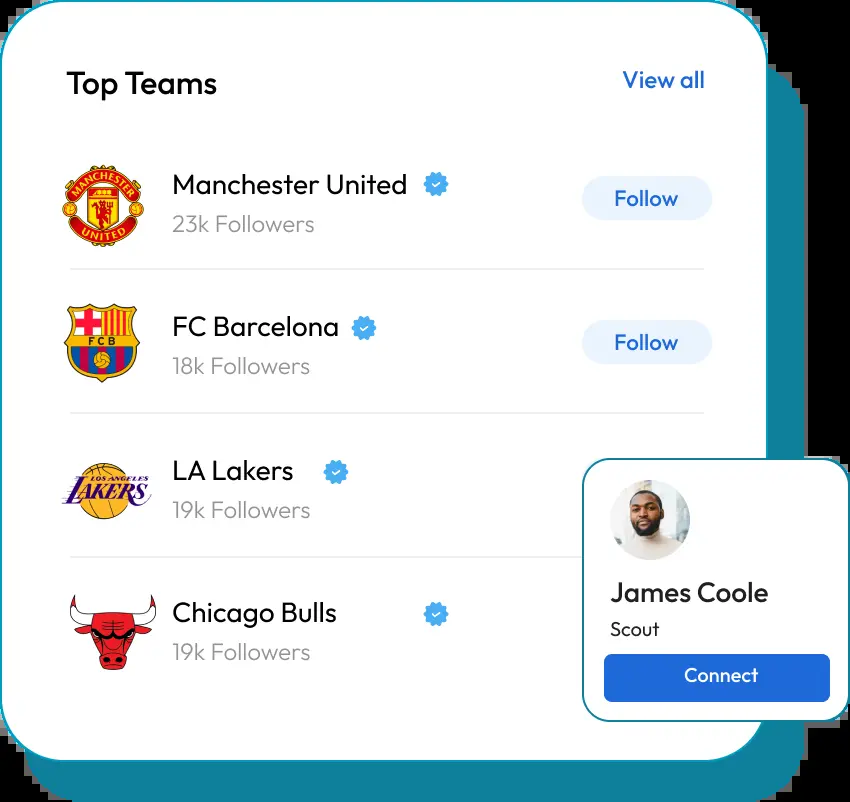 Top Teams
View all
MANCHESTER
UNITED
Manchester United
23k Followers
Follow
FCB
FC Barcelona
18k Followers
Follow
LOS ANGELES
LAKERS
LA Lakers
19k Followers
Chicago Bulls
19k Followers
James Coole
Scout
Connect